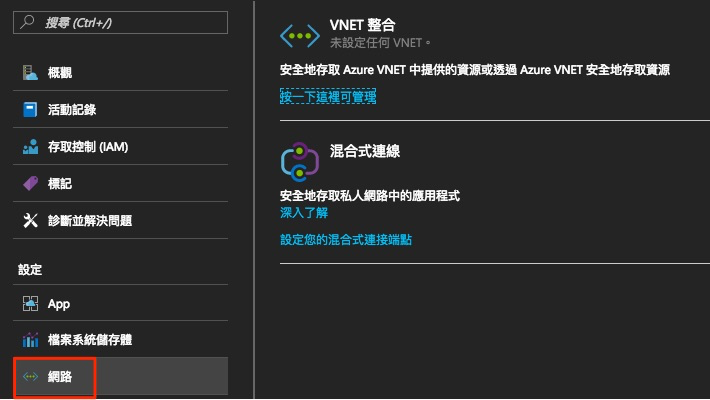 搜尋 (Ctrl+/)
概觀
活動記錄
存取控制 (IAM)
標記
診斷並解決問題
設定
App
檔案系統儲存體
網路
VNET 整合
未設定任何 VNET。
安全地存取 Azure VNET 中提供的資源或透過 Azure VNET 安全地存取資源
按一下這裡可管理
混合式連線
安全地存取私人網路中的應用程式
深入了解
設定您的混合式連接端點